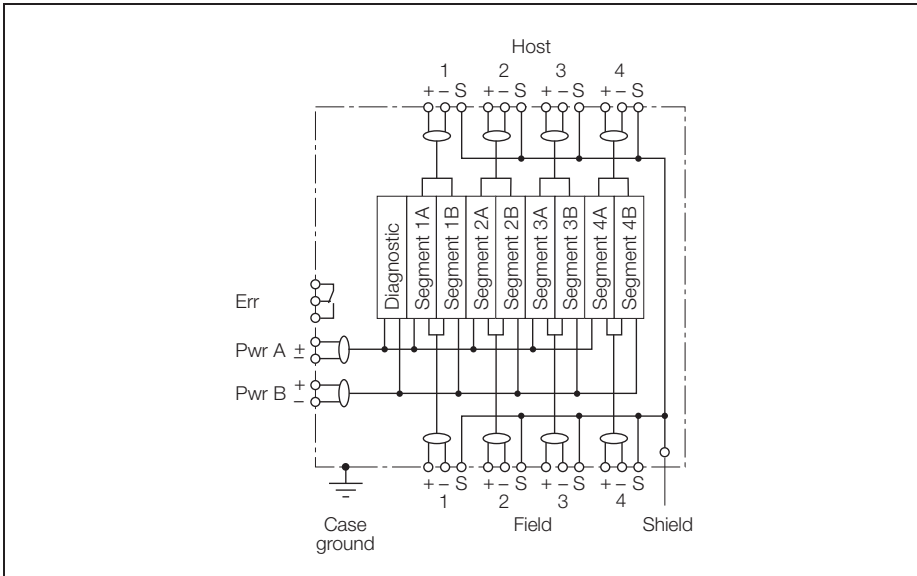 Host
1 2 3 4
+ − S + − S + − S + − S
Diagnostic
Segment 1A
Segment 1B
Segment 2A
Segment 2B
Segment 3A
Segment 3B
Segment 4A
Segment 4B
Err
Pwr A + −
Pwr B + −
+ − S + − S + − S + − S
1 2 3 4
Case
ground
Field
Shield